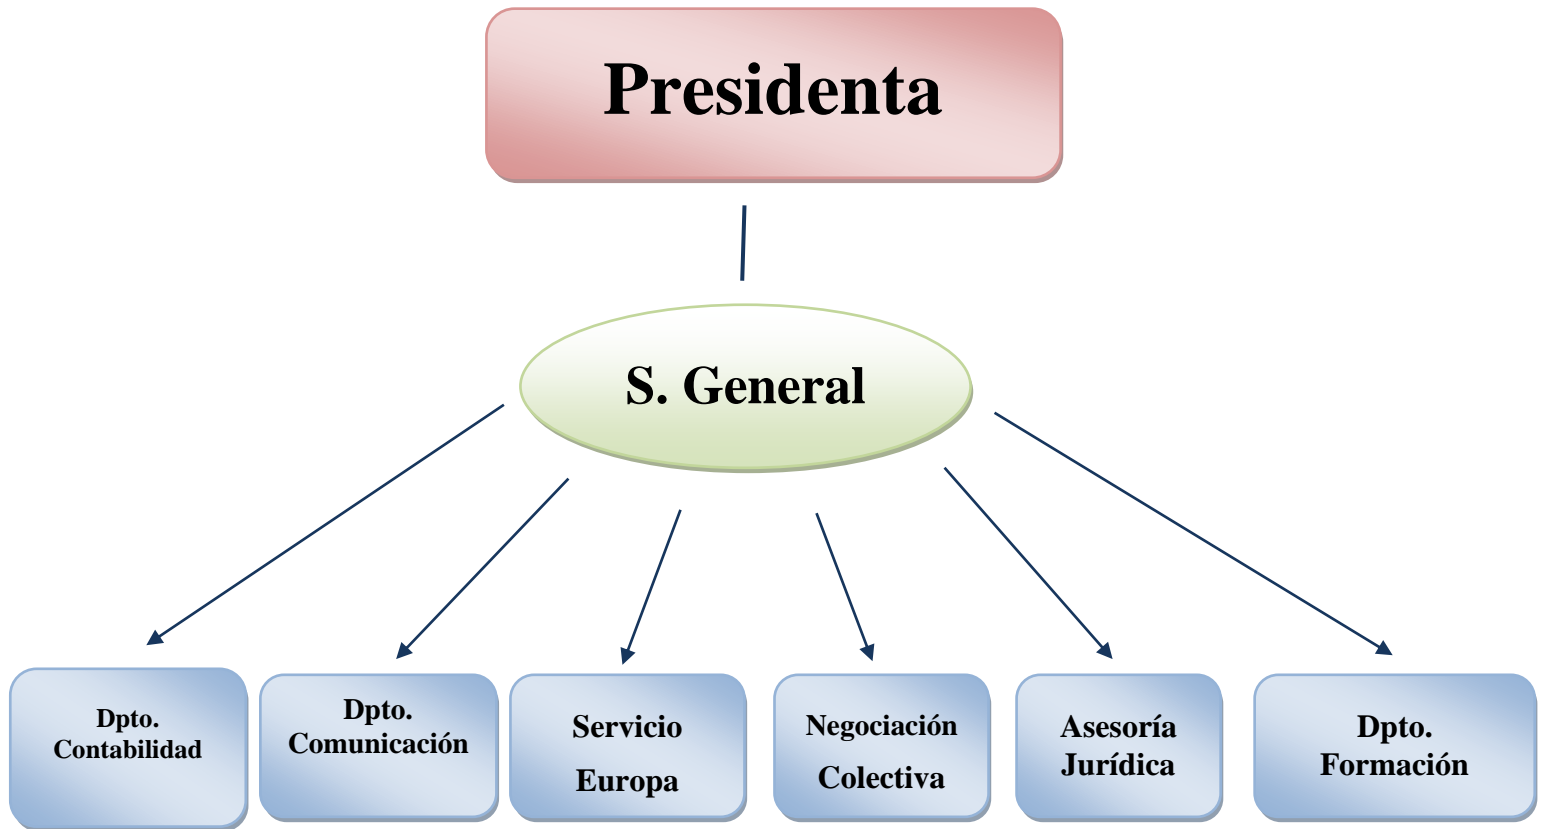 Presidenta
S. General
Dpto.
Contabilidad
Dpto.
Comunicación
Servicio
Europa
Negociación
Colectiva
Asesoría
Jurídica
Dpto.
Formación